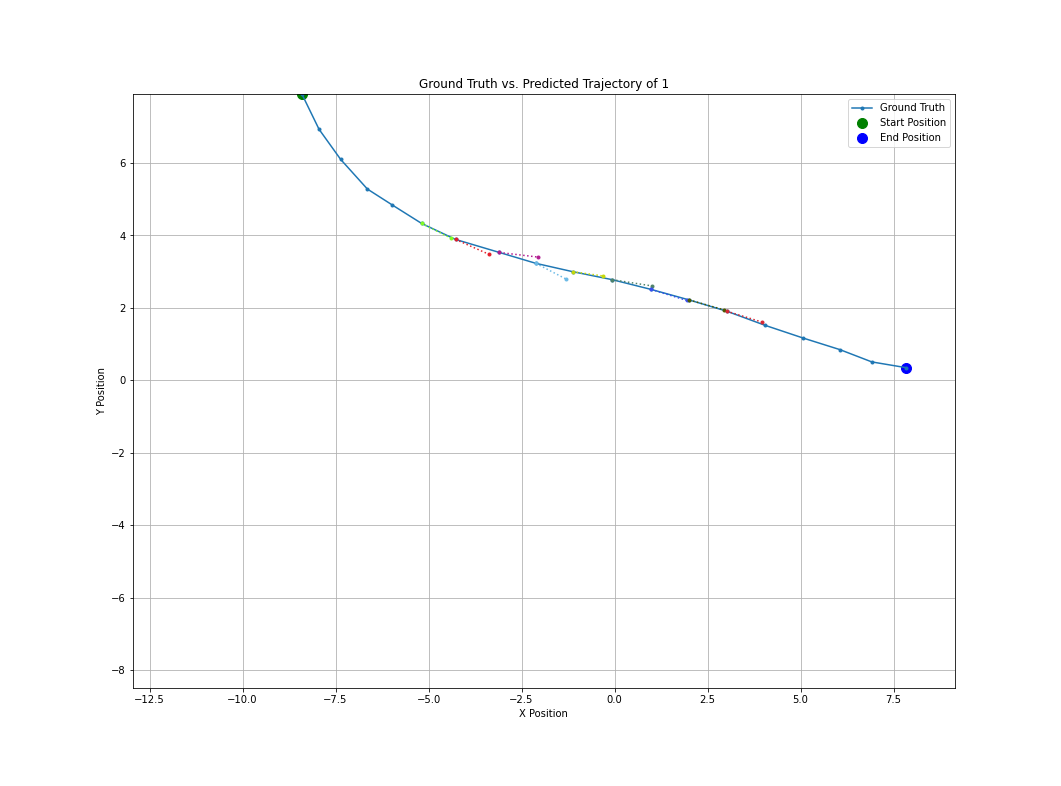 Ground Truth vs. Predicted Trajectory of 1
Ground Truth
Start Position
End Position
6
4
2
0
−2
−4
−6
−8
Y Position
−12.5 −10.0 −7.5 −5.0 −2.5 0.0 2.5 5.0 7.5
X Position